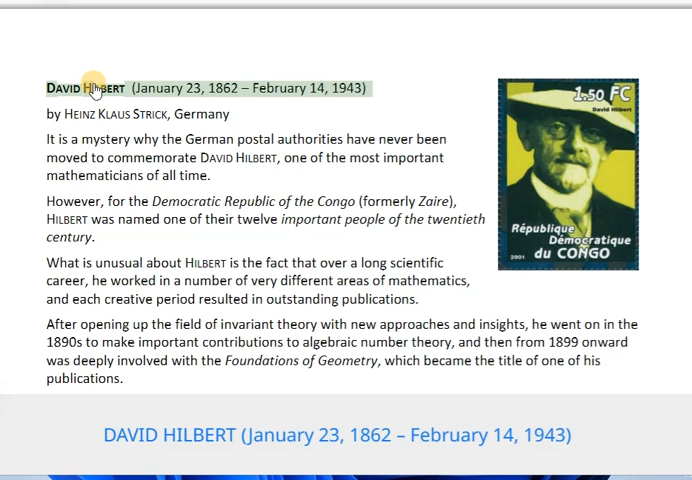 DAVID HILBERT (January 23, 1862 – February 14, 1943)
by HEINZ KLAUS STRICK, Germany
It is a mystery why the German postal authorities have never been
moved to commemorate DAVID HILBERT, one of the most important
mathematicians of all time.
However, for the Democratic Republic of the Congo (formerly Zaire),
HILBERT was named one of their twelve important people of the twentieth
century.
What is unusual about HILBERT is the fact that over a long scientific
career, he worked in a number of very different areas of mathematics,
and each creative period resulted in outstanding publications.
1.50 FC
David Hilbert
République
Démocratique
du CONGO
2001
After opening up the field of invariant theory with new approaches and insights, he went on in the
1890s to make important contributions to algebraic number theory, and then from 1899 onward
was deeply involved with the Foundations of Geometry, which became the title of one of his
publications.
DAVID HILBERT (January 23, 1862 – February 14, 1943)